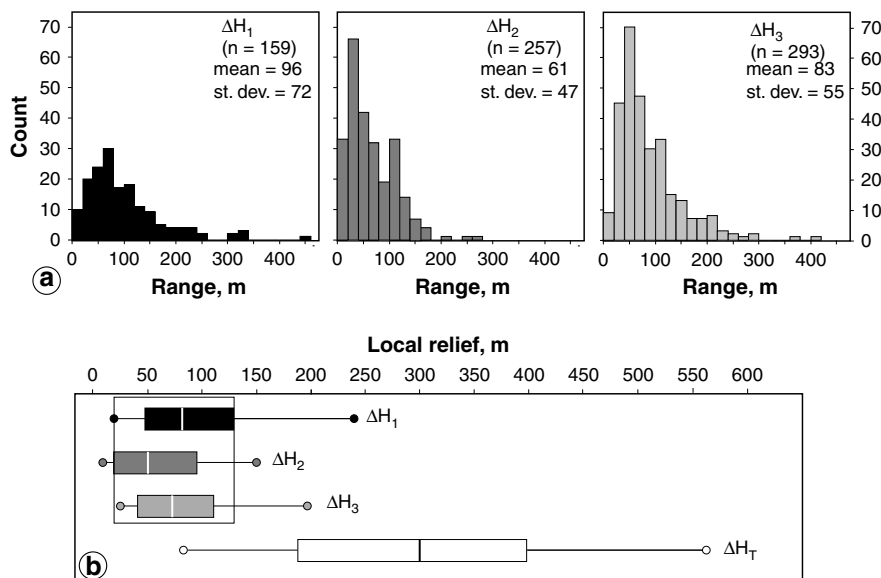 ΔH1
(n = 159)
mean = 96
st. dev. = 72
ΔH2
(n = 257)
mean = 61
st. dev. = 47
ΔH3
(n = 293)
mean = 83
st. dev. = 55
Count
70
60
50
40
30
20
10
0
70
60
50
40
30
20
10
0
0 100 200 300 400
0 100 200 300 400
0 100 200 300 400
Range, m
Range, m
Range, m
a
Local relief, m
0 50 100 150 200 250 300 350 400 450 500 550 600
ΔH1
ΔH2
ΔH3
ΔHT
b